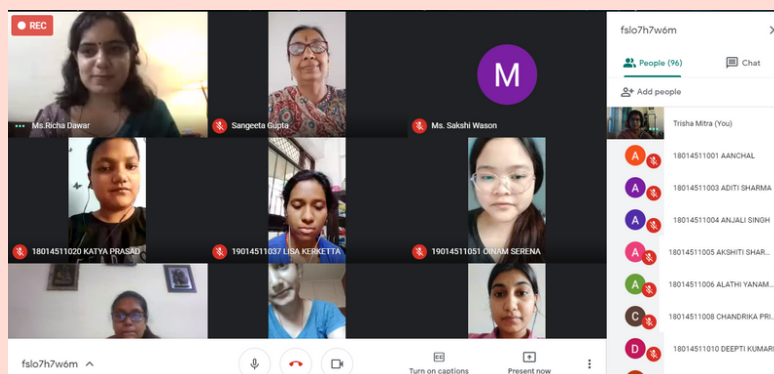 REC
fslo7h7w6m
People (96)
Chat
Add people
Trisha Mitra (You)
Ms.Richa Dawar
Sangeeta Gupta
M
Ms. Sakshi Wason
A
18014511001 AANCHAL
A
18014511003 ADITI SHARMA
A
18014511004 ANJALI SINGH
18014511020 KATYA PRASAD
19014511037 LISA KERKETTA
19014511051 OINAM SERENA
A
18014511005 AKSHITI SHAR...
A
18014511006 ALATHI YANAM...
C
18014511008 CHANDRIKA PRI...
D
18014511010 DEEPTI KUMARI
fslo7h7w6m
Turn on captions
Present now